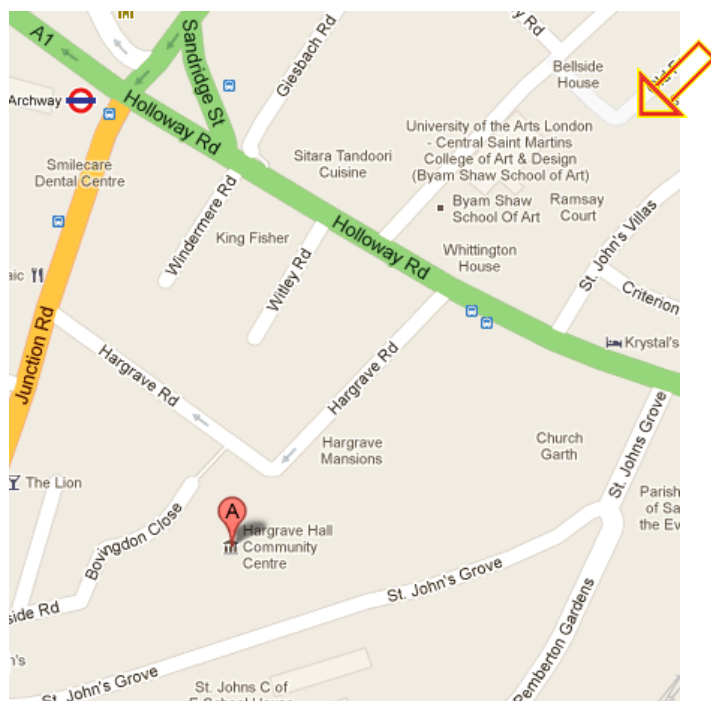 A1
Sandridge St
Giesbach Rd
Rd
Bellside
House
Archway
Holloway Rd
University of the Arts London
- Central Saint Martins
College of Art & Design
(Byam Shaw School of Art)
Sitara Tandoori
Cuisine
Smilecare
Dental Centre
Byam Shaw
School Of Art
Ramsay
Court
Windermere Rd
King Fisher
Witley Rd
Holloway Rd
Whittington
House
St. John's Villas
Criterion
Krystal's
Junction Rd
Hargrave Rd
Hargrave Rd
Hargrave
Mansions
Church
Garth
St. Johns Grove
The Lion
Parish
of Sa
the Ev
Bovingdon Close
A
Hargrave Hall
Community
Centre
St. John's Grove
side Rd
Pemberton Gardens
St. John's Grove
St. Johns C of